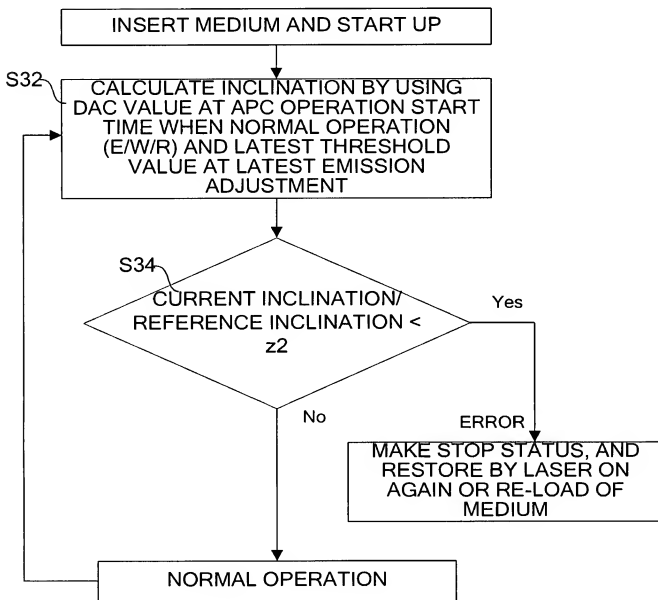 INSERT MEDIUM AND START UP
S32
CALCULATE INCLINATION BY USING
DAC VALUE AT APC OPERATION START
TIME WHEN NORMAL OPERATION
(E/W/R) AND LATEST THRESHOLD
VALUE AT LATEST EMISSION
ADJUSTMENT
S34
CURRENT INCLINATION/
REFERENCE INCLINATION <
z2
Yes
No
ERROR
MAKE STOP STATUS, AND
RESTORE BY LASER ON
AGAIN OR RE-LOAD OF
MEDIUM
NORMAL OPERATION